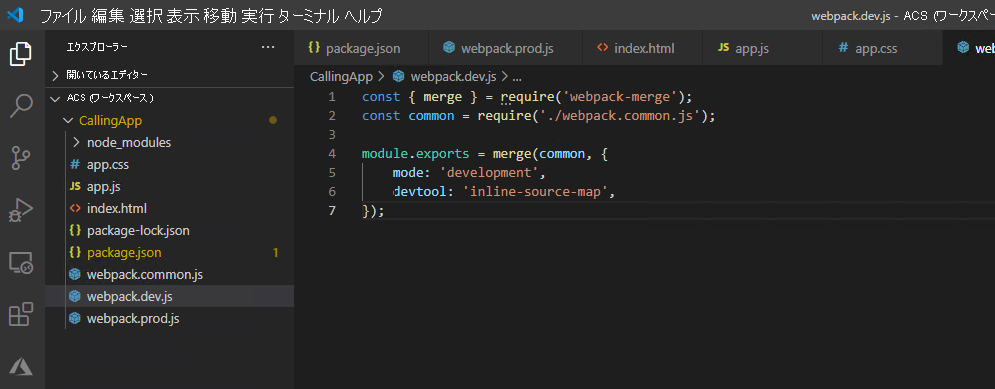 ファイル 編集 選択 表示 移動 実行 ターミナル ヘルプ
webpack.dev.js - ACS (ワークスペー
エクスプローラー
package.json
webpack.prod.js
index.html
JS app.js
# app.css
web
CallingApp > webpack.dev.js > ...
開いているエディター
ACS (ワークスペース)
CallingApp
node_modules
# app.css
JS app.js
index.html
package-lock.json
package.json 1
webpack.common.js
webpack.dev.js
webpack.prod.js
1 const { merge } = require('webpack-merge');
2 const common = require('./webpack.common.js');
3
4 module.exports = merge(common, {
5 mode: 'development',
6 devtool: 'inline-source-map',
7 });